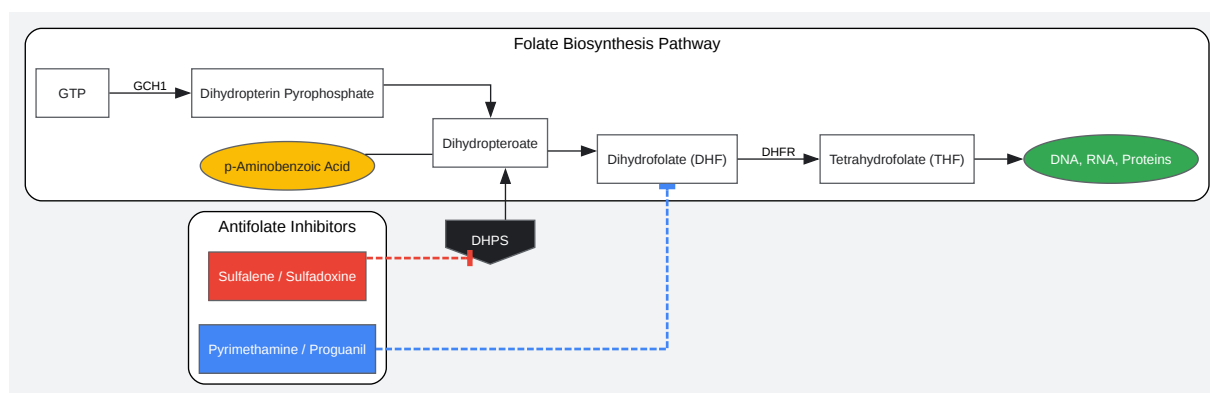 Folate Biosynthesis Pathway
GTP
GCH1
Dihydropterin Pyrophosphate
p-Aminobenzoic Acid
Dihydropteroate
Dihydrofolate (DHF)
DHFR
Tetrahydrofolate (THF)
DNA, RNA, Proteins
DHPS
Antifolate Inhibitors
Sulfalene / Sulfadoxine
Pyrimethamine / Proguanil